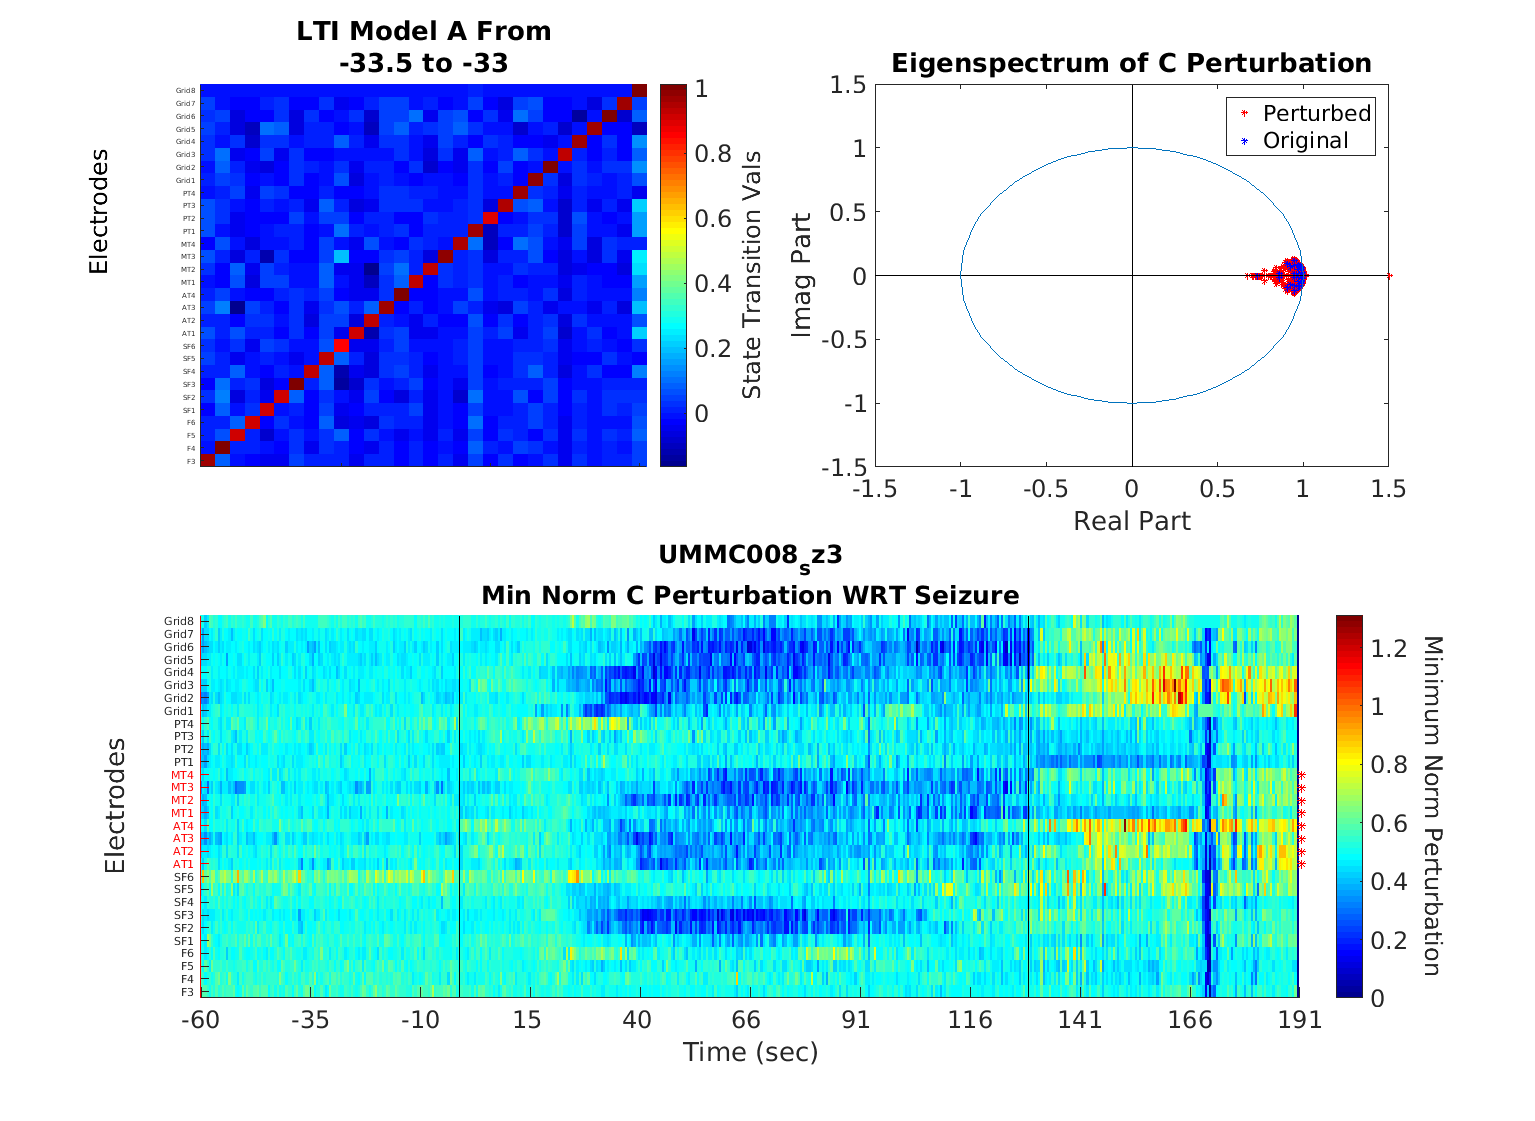 LTI Model A From
-33.5 to -33
Electrodes
Grid8
Grid7
Grid6
Grid5
Grid4
Grid3
Grid2
Grid1
PT4
PT3
PT2
PT1
MT4
MT3
MT2
MT1
AT4
AT3
AT2
AT1
SF6
SF5
SF4
SF3
SF2
SF1
F6
F5
F4
F3
1
0.8
0.6
0.4
0.2
0
State Transition Vals
Eigenspectrum of C Perturbation
Imag Part
1.5
1
0.5
0
-0.5
-1
-1.5
Perturbed
Original
-1.5 -1 -0.5 0 0.5 1 1.5
Real Part
UMMC008sz3
Min Norm C Perturbation WRT Seizure
Electrodes
Grid8
Grid7
Grid6
Grid5
Grid4
Grid3
Grid2
Grid1
PT4
PT3
PT2
PT1
MT4
MT3
MT2
MT1
AT4
AT3
AT2
AT1
SF6
SF5
SF4
SF3
SF2
SF1
F6
F5
F4
F3
-60 -35 -10 15 40 66 91 116 141 166 191
Time (sec)
1.2
1
0.8
0.6
0.4
0.2
0
Minimum Norm Perturbation